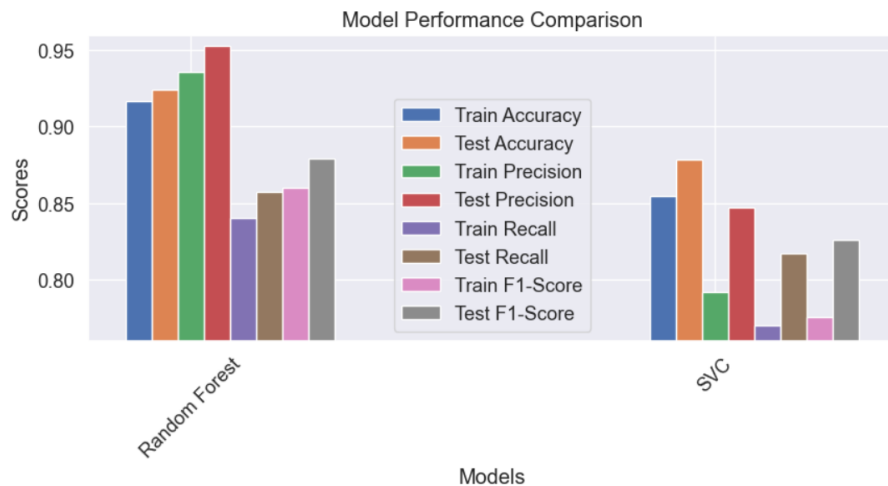 Model Performance Comparison
0.95
0.90
0.85
0.80
Scores
Train Accuracy
Test Accuracy
Train Precision
Test Precision
Train Recall
Test Recall
Train F1-Score
Test F1-Score
Random Forest
SVC
Models